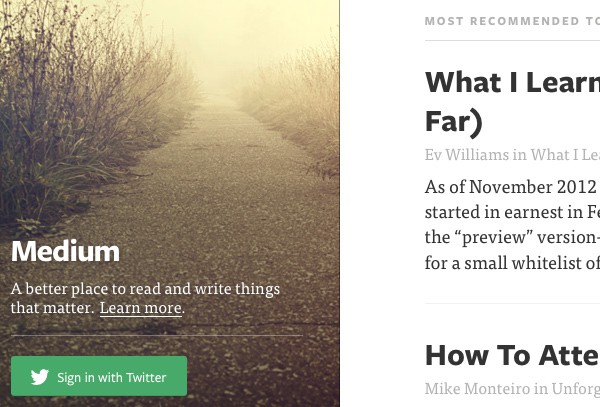 Medium
A better place to read and write things
that matter. Learn more.
Sign in with Twitter
MOST RECOMMENDED TO
What I Learn
Far)
Ev Williams in What I Lea
As of November 2012
started in earnest in Fe
the “preview” version-
for a small whitelist of
How To Atte
Mike Monteiro in Unforg